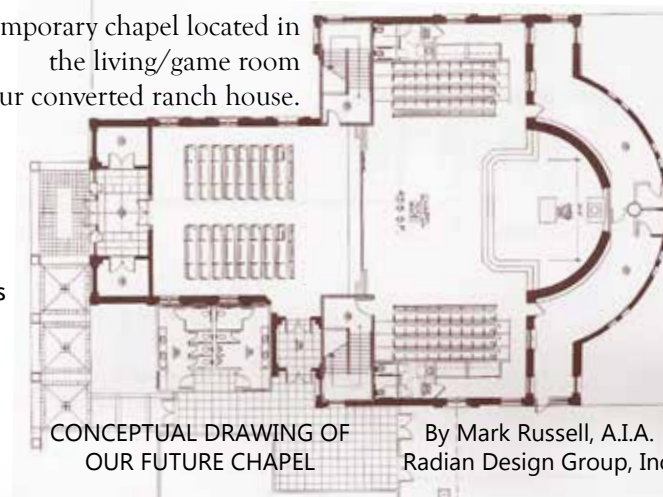 mporary chapel located in
the living/game room
ur converted ranch house.
s
CONCEPTUAL DRAWING OF
OUR FUTURE CHAPEL
By Mark Russell, A.I.A.
Radian Design Group, Inc